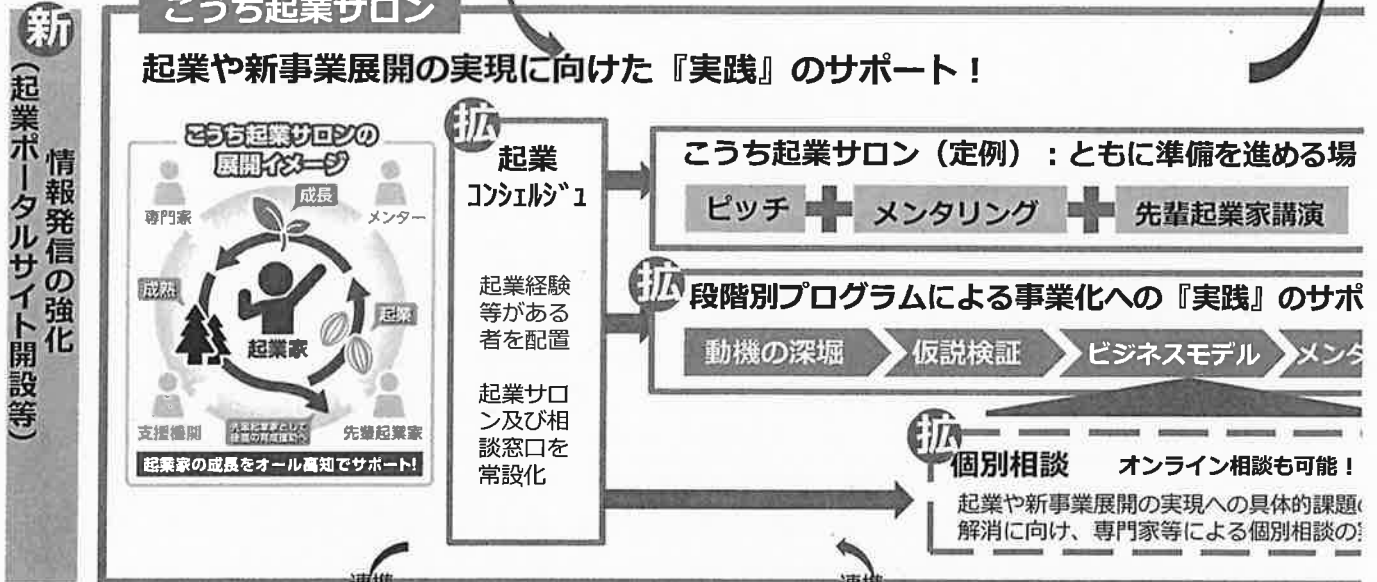 新
情報発信の強化
(起業ポータルサイト開設等)
こうち起業サロン
起業や新事業展開の実現に向けた『実践』のサポート！
こうち起業サロンの
展開イメージ
専門家
成長
メンター
成熟
起業
起業家
支援機関
先輩起業家
起業家の成長をオール高知でサポート!
拡
起業
コンシェルジュ
起業経験
等がある
者を配置
起業サロ
ン及び相
談窓口を
常設化
こうち起業サロン（定例）：ともに準備を進める場
ピッチ
メンタリング
先輩起業家講演
拡
段階別プログラムによる事業化への『実践』のサポ
動機の深堀
仮説検証
ビジネスモデル
メンタ
拡
個別相談 オンライン相談も可能！
起業や新事業展開の実現への具体的課題
解消に向け、専門家等による個別相談の
連携
連携